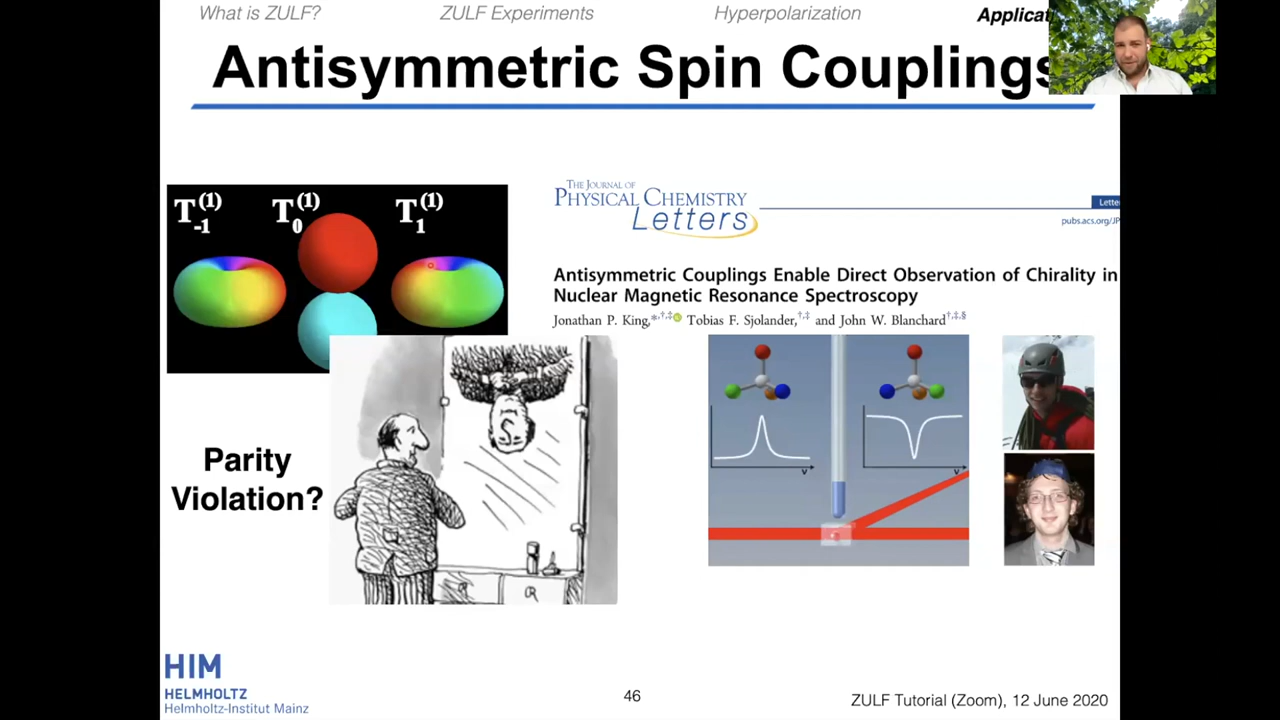 What is ZULF? ZULF Experiments Hyperpolarization Applicat
Antisymmetric Spin Couplings
T-1(1) T0(1) T1(1)
THE JOURNAL OF
PHYSICAL CHEMISTRY
Letters
Letter
pubs.acs.org/JP
Antisymmetric Couplings Enable Direct Observation of Chirality in
Nuclear Magnetic Resonance Spectroscopy
Jonathan P. King,*,†,‡ Tobias F. Sjolander,†,‡ and John W. Blanchard†,‡,§
Parity
Violation?
ν
ν
HIM
HELMHOLTZ
Helmholtz-Institut Mainz
46
ZULF Tutorial (Zoom), 12 June 2020